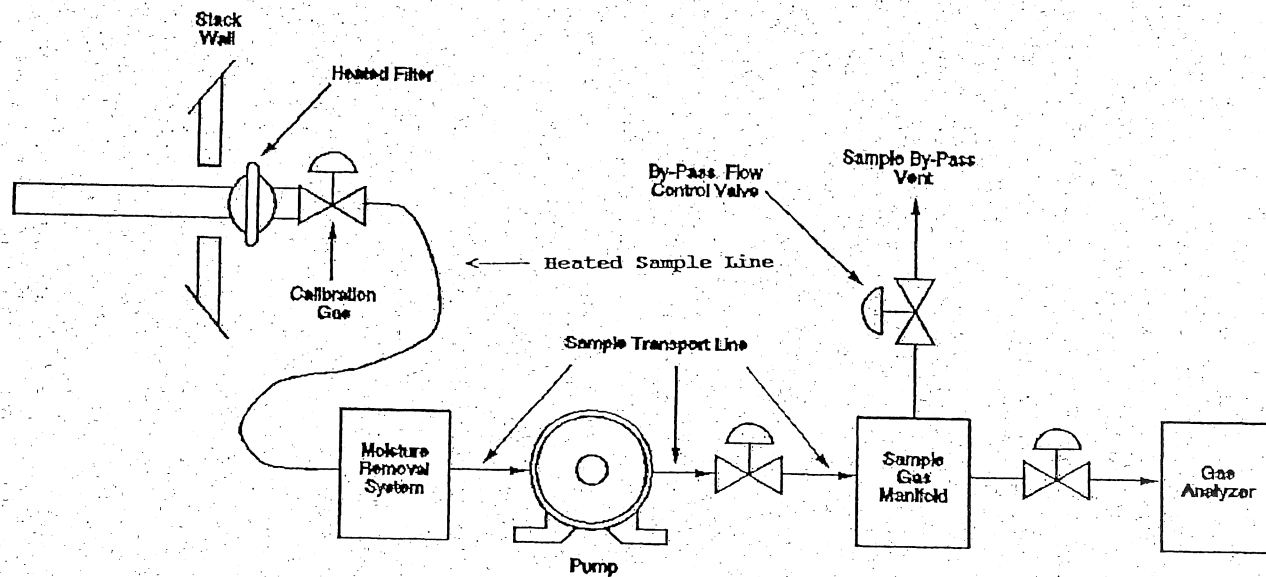 Stack
Wall
Heated Filter
By-Pass Flow
Control Valve
Sample By-Pass
Vent
Heated Sample Line
Calibration
Gas
Sample Transport Line
Moisture
Removal
System
Sample
Gas
Manifold
Gas
Analyzer
Pump